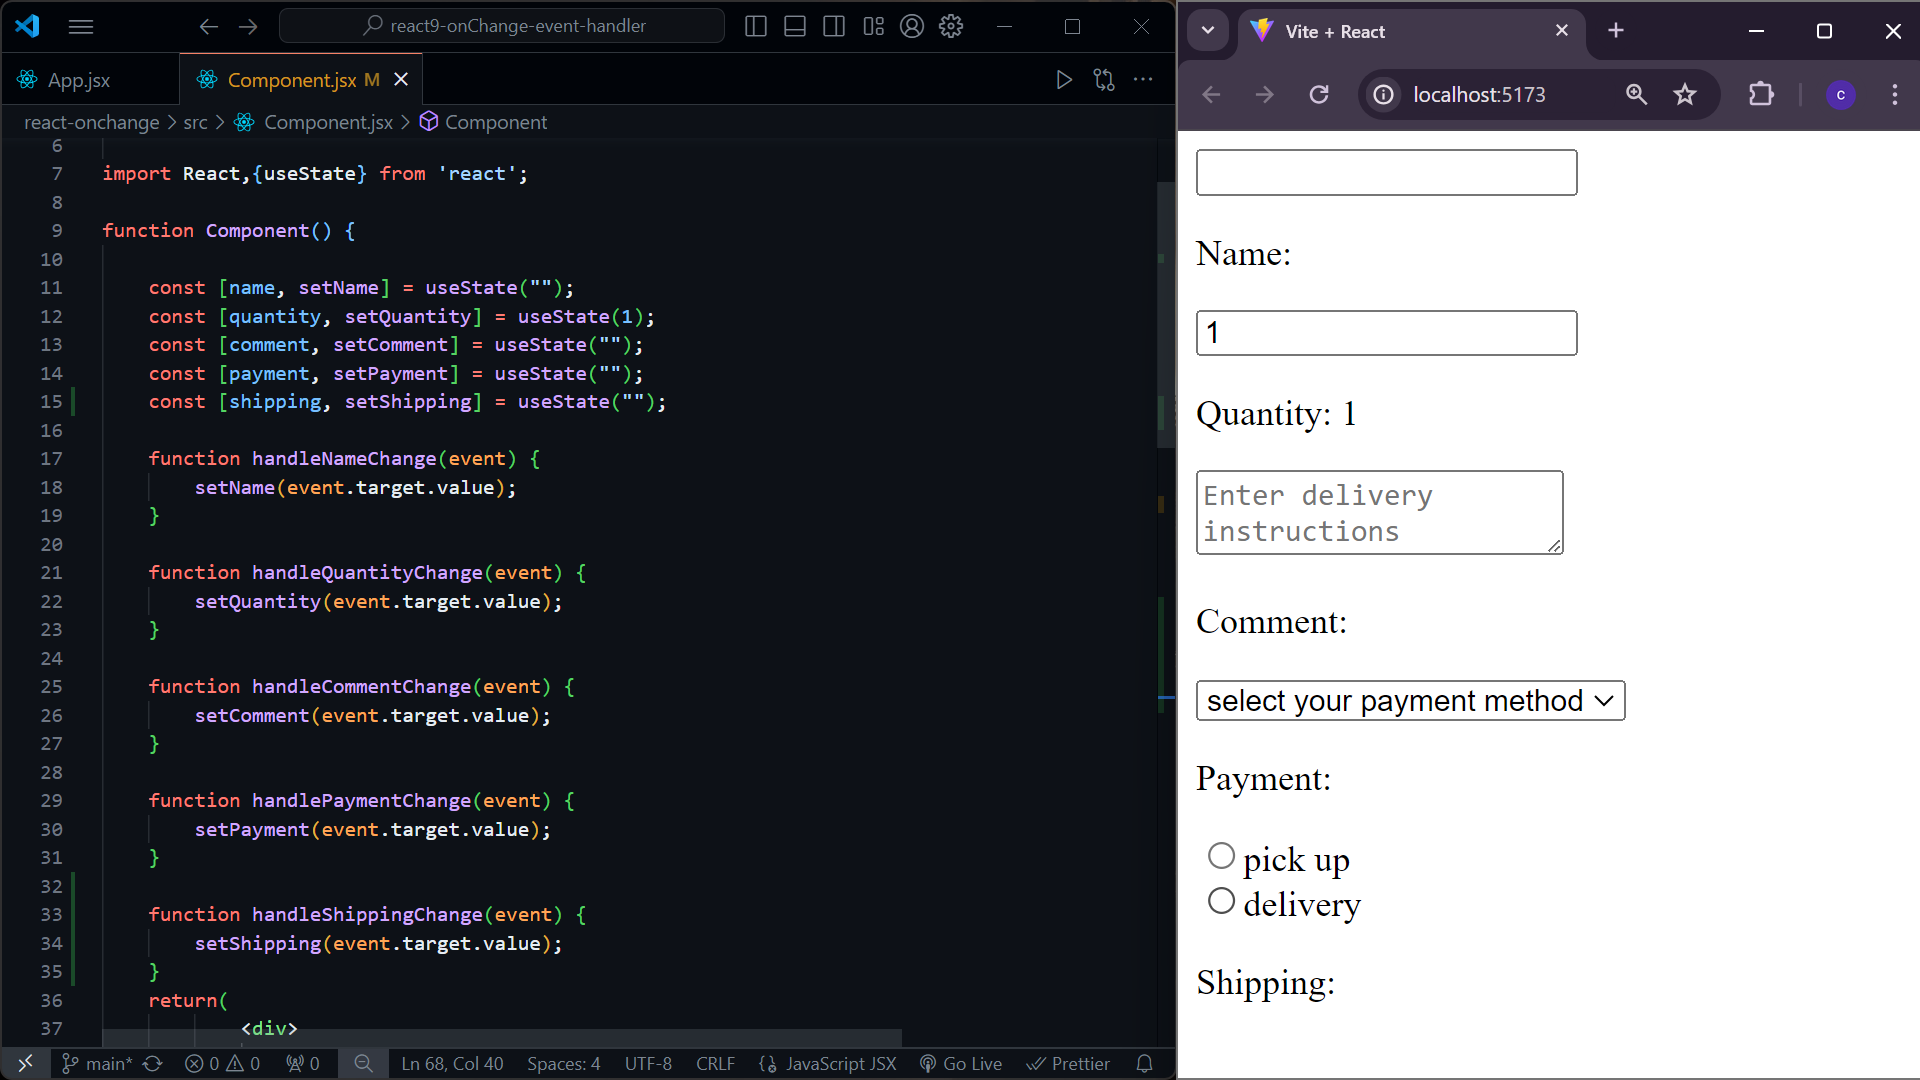 react9-onChange-event-handler
App.jsx
Component.jsx M
react-onchange > src > Component.jsx > Component
6
7 import React,{useState} from 'react';
8
9 function Component() {
10
11 const [name, setName] = useState("");
12 const [quantity, setQuantity] = useState(1);
13 const [comment, setComment] = useState("");
14 const [payment, setPayment] = useState("");
15 const [shipping, setShipping] = useState("");
16
17 function handleNameChange(event) {
18 setName(event.target.value);
19 }
20
21 function handleQuantityChange(event) {
22 setQuantity(event.target.value);
23 }
24
25 function handleCommentChange(event) {
26 setComment(event.target.value);
27 }
28
29 function handlePaymentChange(event) {
30 setPayment(event.target.value);
31 }
32
33 function handleShippingChange(event) {
34 setShipping(event.target.value);
35 }
36 return(
37 <div>
main* 0 0 0 Ln 68, Col 40 Spaces: 4 UTF-8 CRLF {} JavaScript JSX Go Live Prettier
Vite + React
localhost:5173
c
Name:
1
Quantity: 1
Enter delivery
instructions
Comment:
select your payment method
Payment:
pick up
delivery
Shipping: